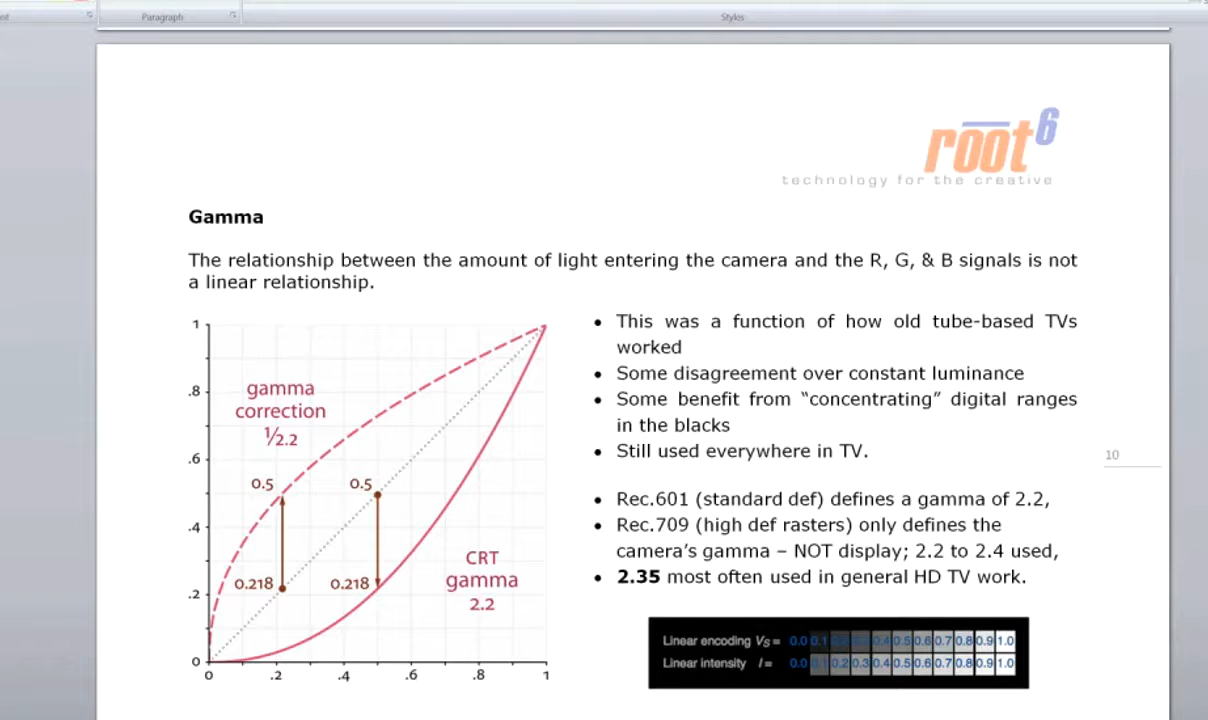 Paragraph
Styles
root6
technology for the creative
Gamma
The relationship between the amount of light entering the camera and the R, G, & B signals is not
a linear relationship.
1
.8
.6
.4
.2
0
0
.2
.4
.6
.8
1
gamma
correction
1⁄2.2
0.5
0.5
0.218
0.218
CRT
gamma
2.2
• This was a function of how old tube-based TVs
worked
• Some disagreement over constant luminance
• Some benefit from “concentrating” digital ranges
in the blacks
• Still used everywhere in TV.
10
• Rec.601 (standard def) defines a gamma of 2.2,
• Rec.709 (high def rasters) only defines the
camera’s gamma – NOT display; 2.2 to 2.4 used,
• 2.35 most often used in general HD TV work.
Linear encoding VS = 0.0 0.1 0.2 0.3 0.4 0.5 0.6 0.7 0.8 0.9 1.0
Linear intensity I = 0.0 0.1 0.2 0.3 0.4 0.5 0.6 0.7 0.8 0.9 1.0